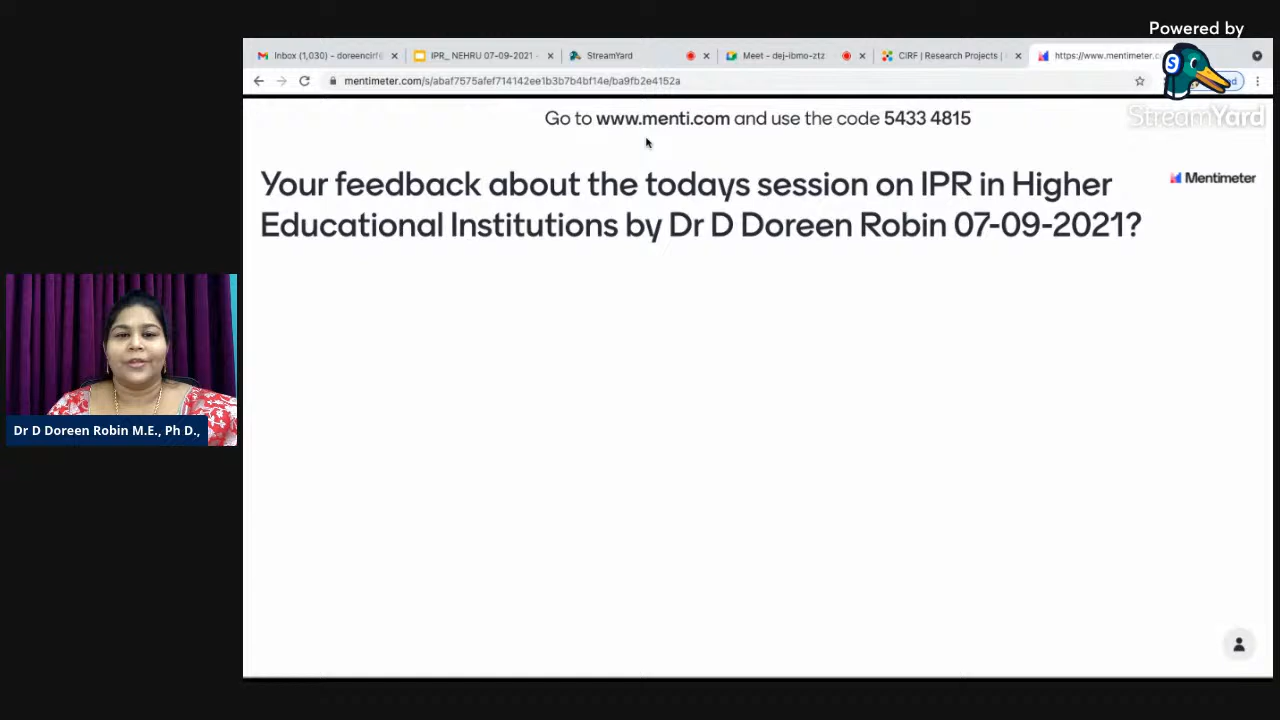 Powered by
StreamYard
Inbox (1,030) - doreencirf
IPR_ NEHRU 07-09-2021 -
StreamYard
Meet - dej-ibmo-ztz
CIRF | Research Projects |
https://www.mentimeter.c
mentimeter.com/s/abaf7575afef714142ee1b3b7b4bf14e/ba9fb2e4152a
Go to www.menti.com and use the code 5433 4815
Your feedback about the todays session on IPR in Higher
Educational Institutions by Dr D Doreen Robin 07-09-2021?
Mentimeter
Dr D Doreen Robin M.E., Ph D.,